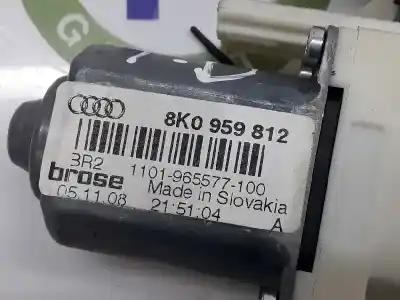 8K0 959 812
BR2
1101-965577-100
brose
Made in Slovakia
05.11.08
21:51:04
A
G